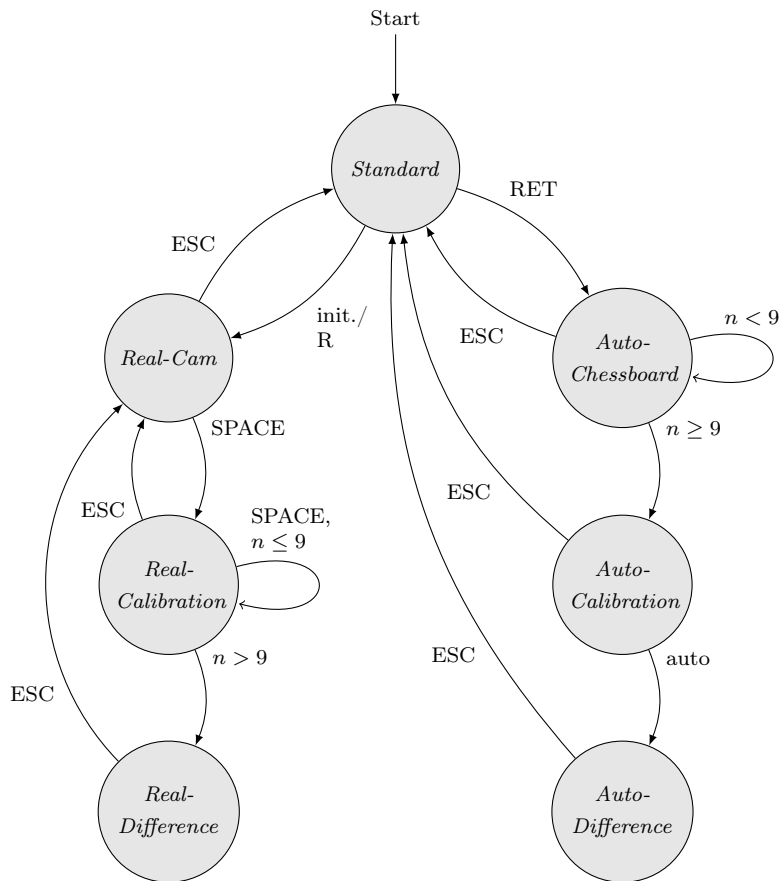 Start
Standard
RET
ESC
init./
R
ESC
n < 9
Real-Cam
Auto-
Chessboard
SPACE
n ≥ 9
ESC
ESC
SPACE,
n ≤ 9
Real-
Calibration
Auto-
Calibration
n > 9
ESC
auto
ESC
Real-
Difference
Auto-
Difference